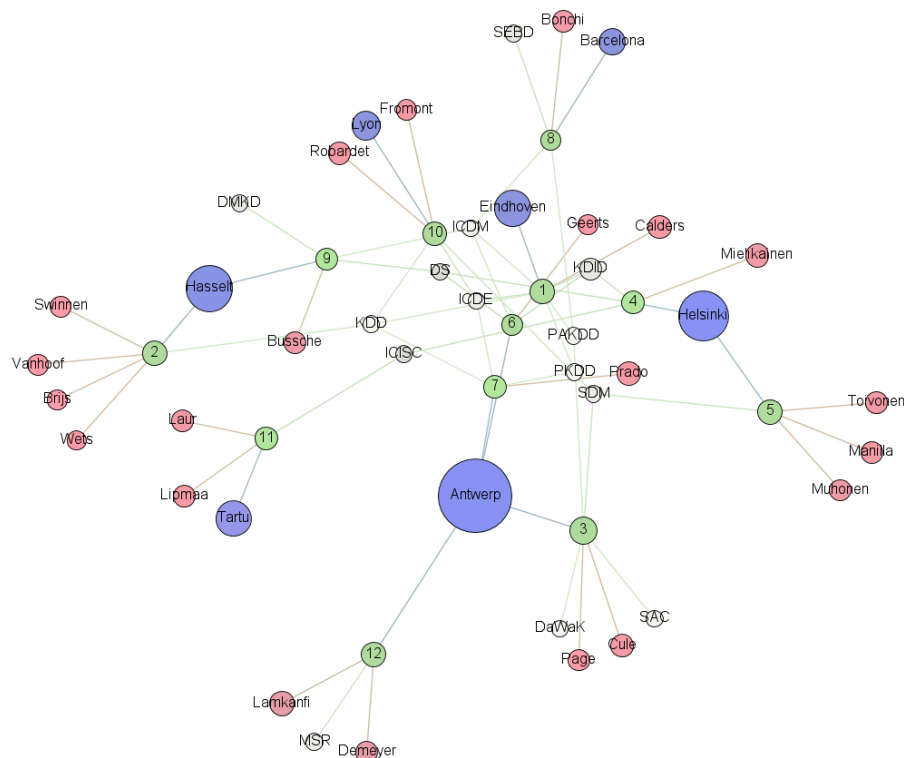 Bonchi
SEBD
Barcelona
Fromont
Lyon
8
Robardet
DMKD
Eindhoven
ICDM
Geerts
Calders
10
Mielikainen
9
DS
KDID
Hasselt
1
ICDE
4
Swinnen
Helsinki
KDD
6
PAKDD
Bussche
2
ICISC
Vanhoof
PKDD
Prado
7
SDM
Brijs
Toivonen
5
Laur
Wets
11
Manilla
Lipmaa
Muhonen
Antwerp
Tartu
3
SAC
DaWaK
Cule
12
Page
Lamkanfi
MSR
Demeyer